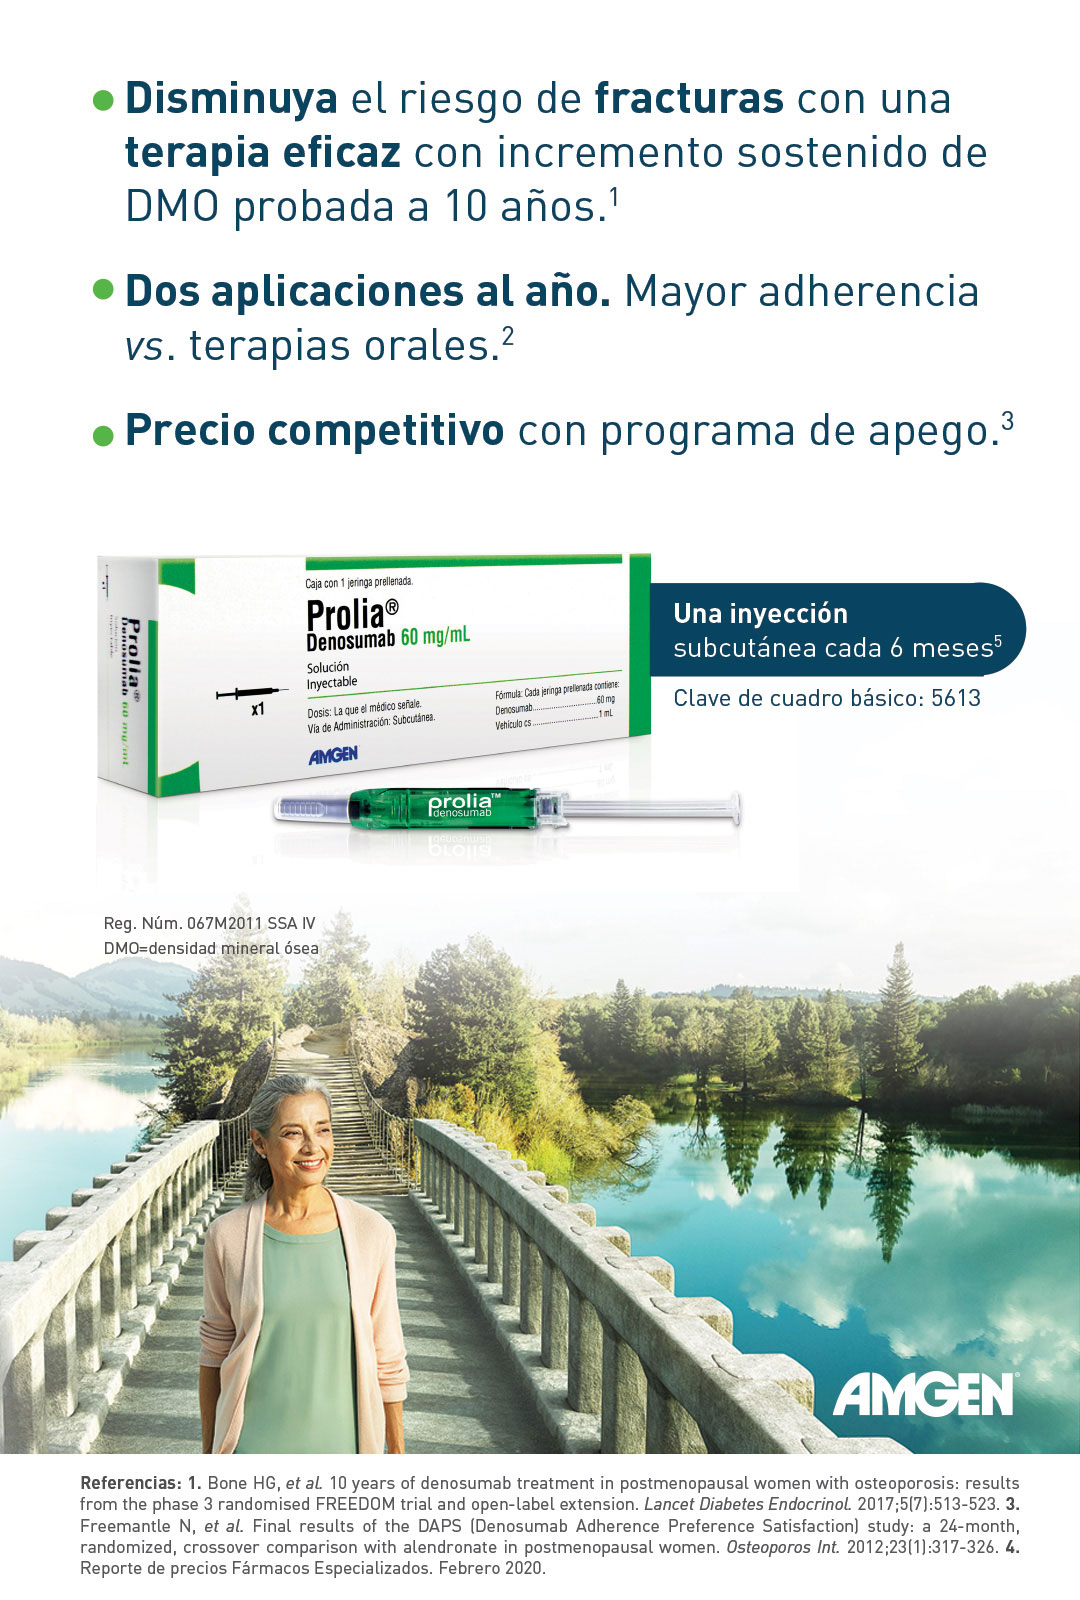 • Disminuya el riesgo de fracturas con una
terapia eficaz con incremento sostenido de
DMO probada a 10 años.1
• Dos aplicaciones al año. Mayor adherencia
vs. terapias orales.2
• Precio competitivo con programa de apego.3
Caja con 1 jeringa prellenada.
Prolia®
Denosumab 60 mg/mL
Solución
Inyectable
x1
Dosis: La que el médico señale.
Vía de Administración: Subcutánea.
Fórmula: Cada jeringa prellenada contiene:
Denosumab............................60 mg
Vehículo cs ............................1 mL
AMGEN
Prolia®
Denosumab 60 mg/mL
Una inyección
subcutánea cada 6 meses5
Clave de cuadro básico: 5613
prolia™
denosumab
Reg. Núm. 067M2011 SSA IV
DMO=densidad mineral ósea
AMGEN®
Referencias: 1. Bone HG, et al. 10 years of denosumab treatment in postmenopausal women with osteoporosis: results
from the phase 3 randomised FREEDOM trial and open-label extension. Lancet Diabetes Endocrinol. 2017;5(7):513-523. 3.
Freemantle N, et al. Final results of the DAPS (Denosumab Adherence Preference Satisfaction) study: a 24-month,
randomized, crossover comparison with alendronate in postmenopausal women. Osteoporos Int. 2012;23(1):317-326. 4.
Reporte de precios Fármacos Especializados. Febrero 2020.